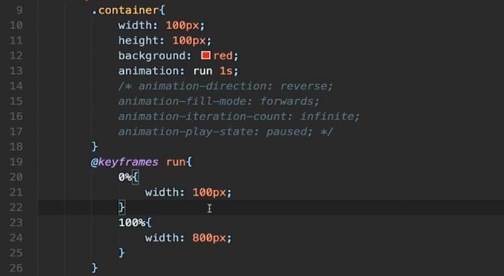 9 .container{
10 width: 100px;
11 height: 100px;
12 background: red;
13 animation: run 1s;
14 /* animation-direction: reverse;
15 animation-fill-mode: forwards;
16 animation-iteration-count: infinite;
17 animation-play-state: paused; */
18 }
19 @keyframes run{
20 0%{
21 width: 100px;
22 }
23 100%{
24 width: 800px;
25 }
26 }